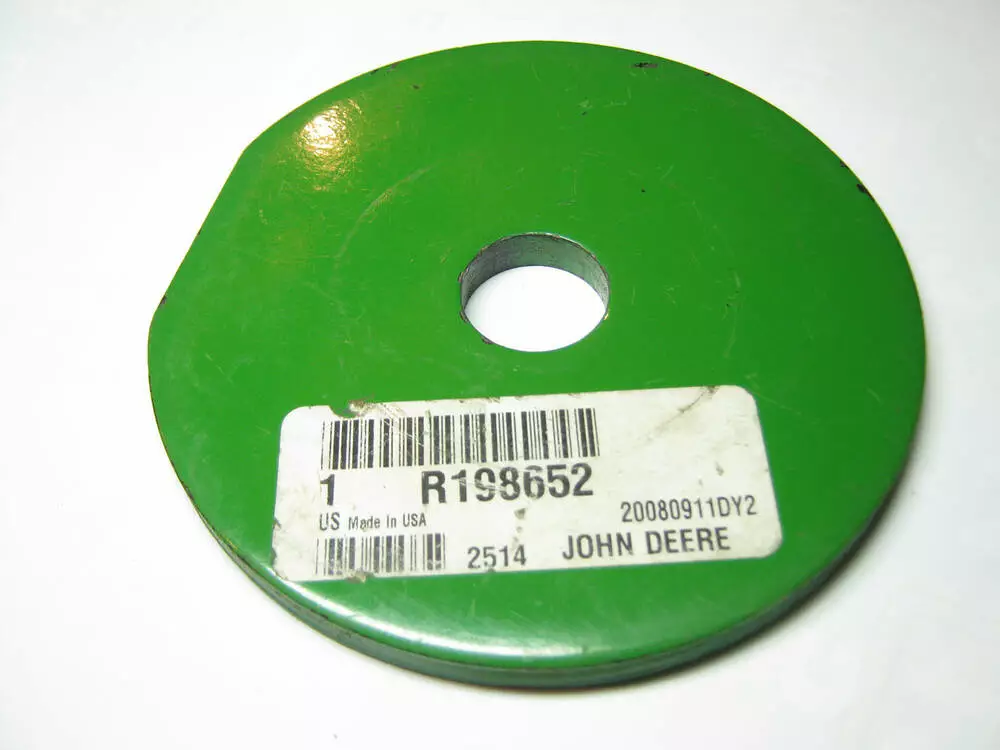 1 R198652
US Made In USA 20080911DY2
2514 JOHN DEERE